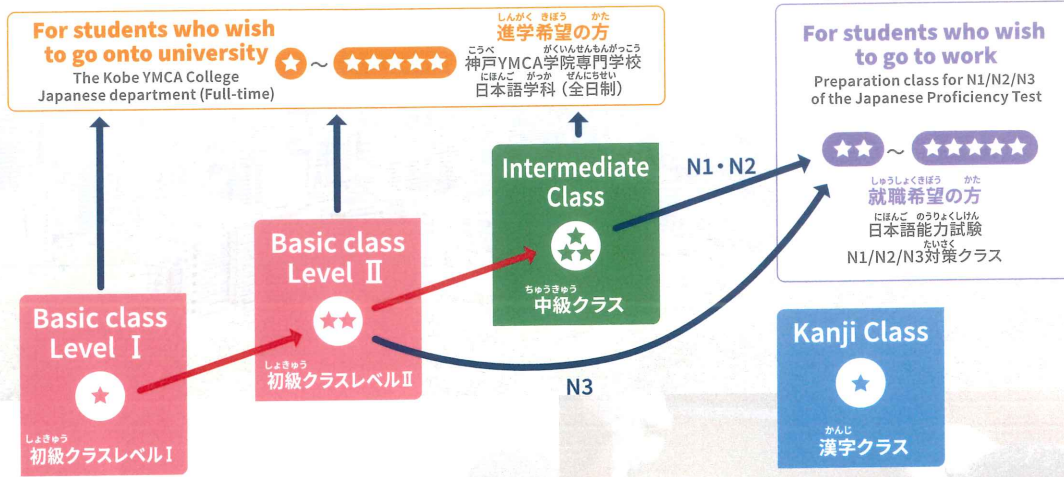 For students who wish
to go onto university
The Kobe YMCA College
Japanese department (Full-time)
★～★★★★★
しんがく きぼう かた
進学希望の方
こうべ がくいんせんもんがっこう
神戸YMCA学院専門学校
にほんご がっか ぜんにちせい
日本語学科（全日制）
For students who wish
to go to work
Preparation class for N1/N2/N3
of the Japanese Proficiency Test
★★～★★★★★
しゅうしょくきぼう かた
就職希望の方
にほんご のうりょくしけん
日本語能力試験
たいさく
N1/N2/N3対策クラス
Intermediate
Class
ちゅうきゅう
中級クラス
N1・N2
Basic class
Level Ⅱ
しょきゅう
初級クラスレベルⅡ
N3
Basic class
Level Ⅰ
しょきゅう
初級クラスレベルⅠ
Kanji Class
かんじ
漢字クラス